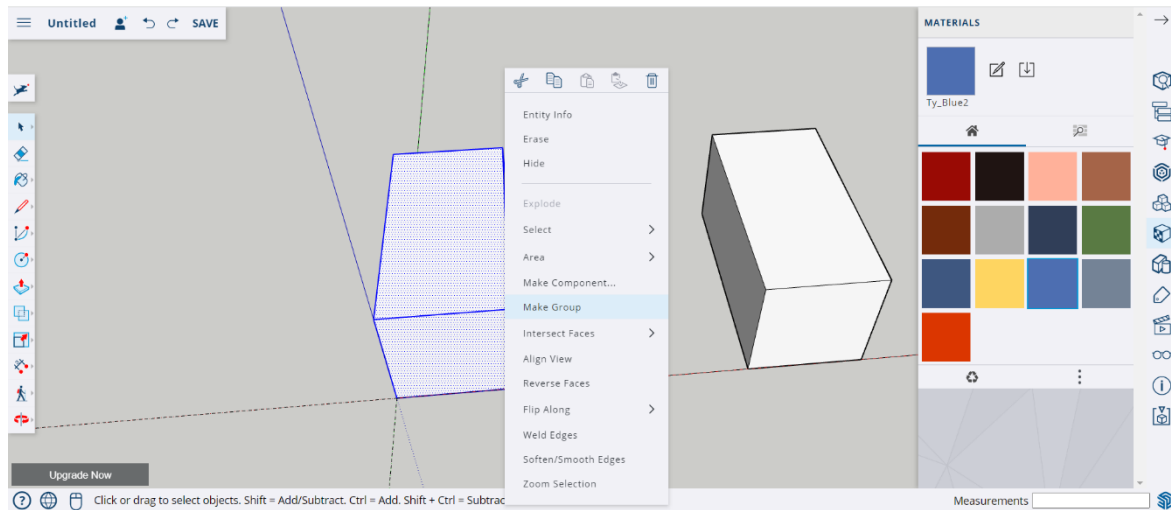 Untitled SAVE
MATERIALS
Ty_Blue2
Entity Info
Erase
Hide
Explode
Select
Area
Make Component...
Make Group
Intersect Faces
Align View
Reverse Faces
Flip Along
Weld Edges
Soften/Smooth Edges
Zoom Selection
Upgrade Now
Click or drag to select objects. Shift = Add/Subtract. Ctrl = Add. Shift + Ctrl = Subtrac
Measurements